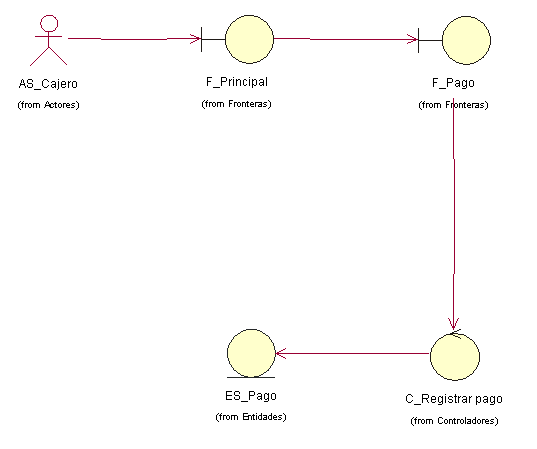 AS_Cajero
(from Actores)
F_Principal
(from Fronteras)
F_Pago
(from Fronteras)
ES_Pago
(from Entidades)
C_Registrar pago
(from Controladores)